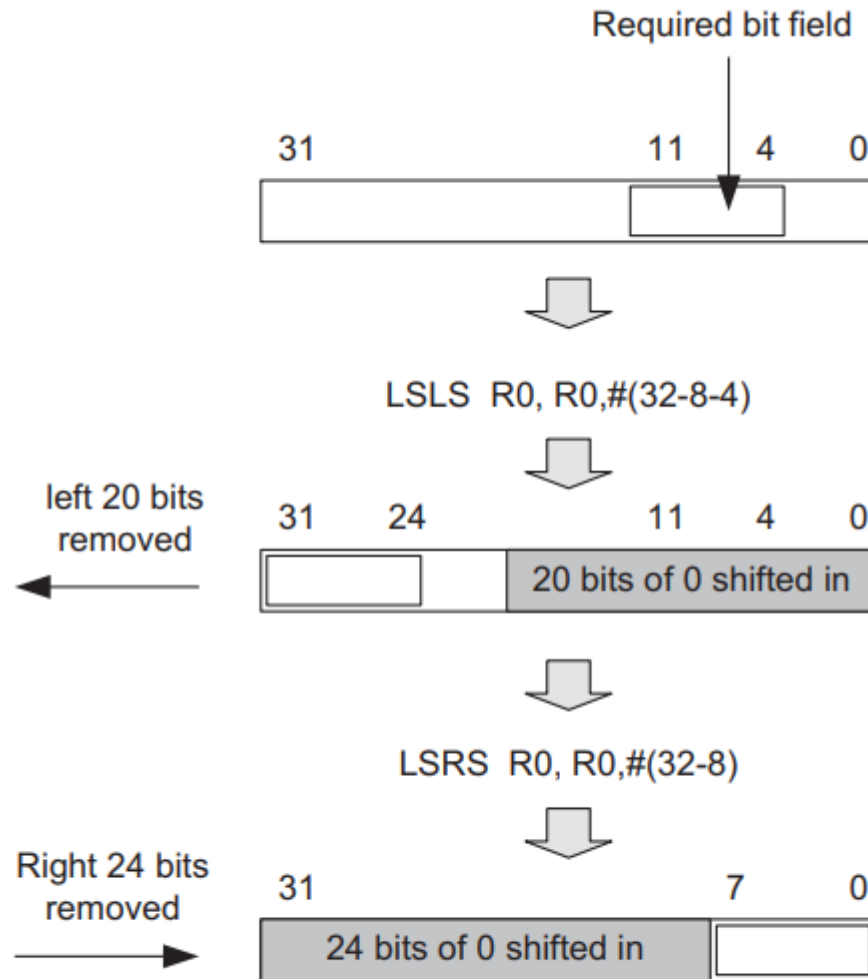 Required bit field
31 11 4 0
LSLS R0, R0,#(32-8-4)
left 20 bits
removed
31 24 11 4 0
20 bits of 0 shifted in
LSRS R0, R0,#(32-8)
Right 24 bits
removed
31 7 0
24 bits of 0 shifted in